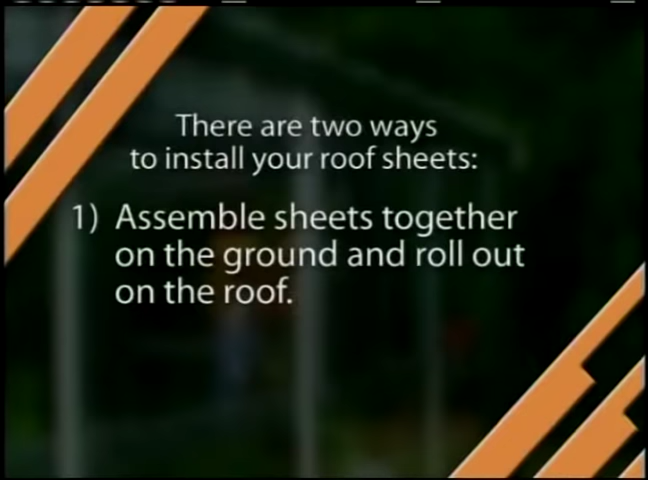 There are two ways
to install your roof sheets:
1) Assemble sheets together
on the ground and roll out
on the roof.